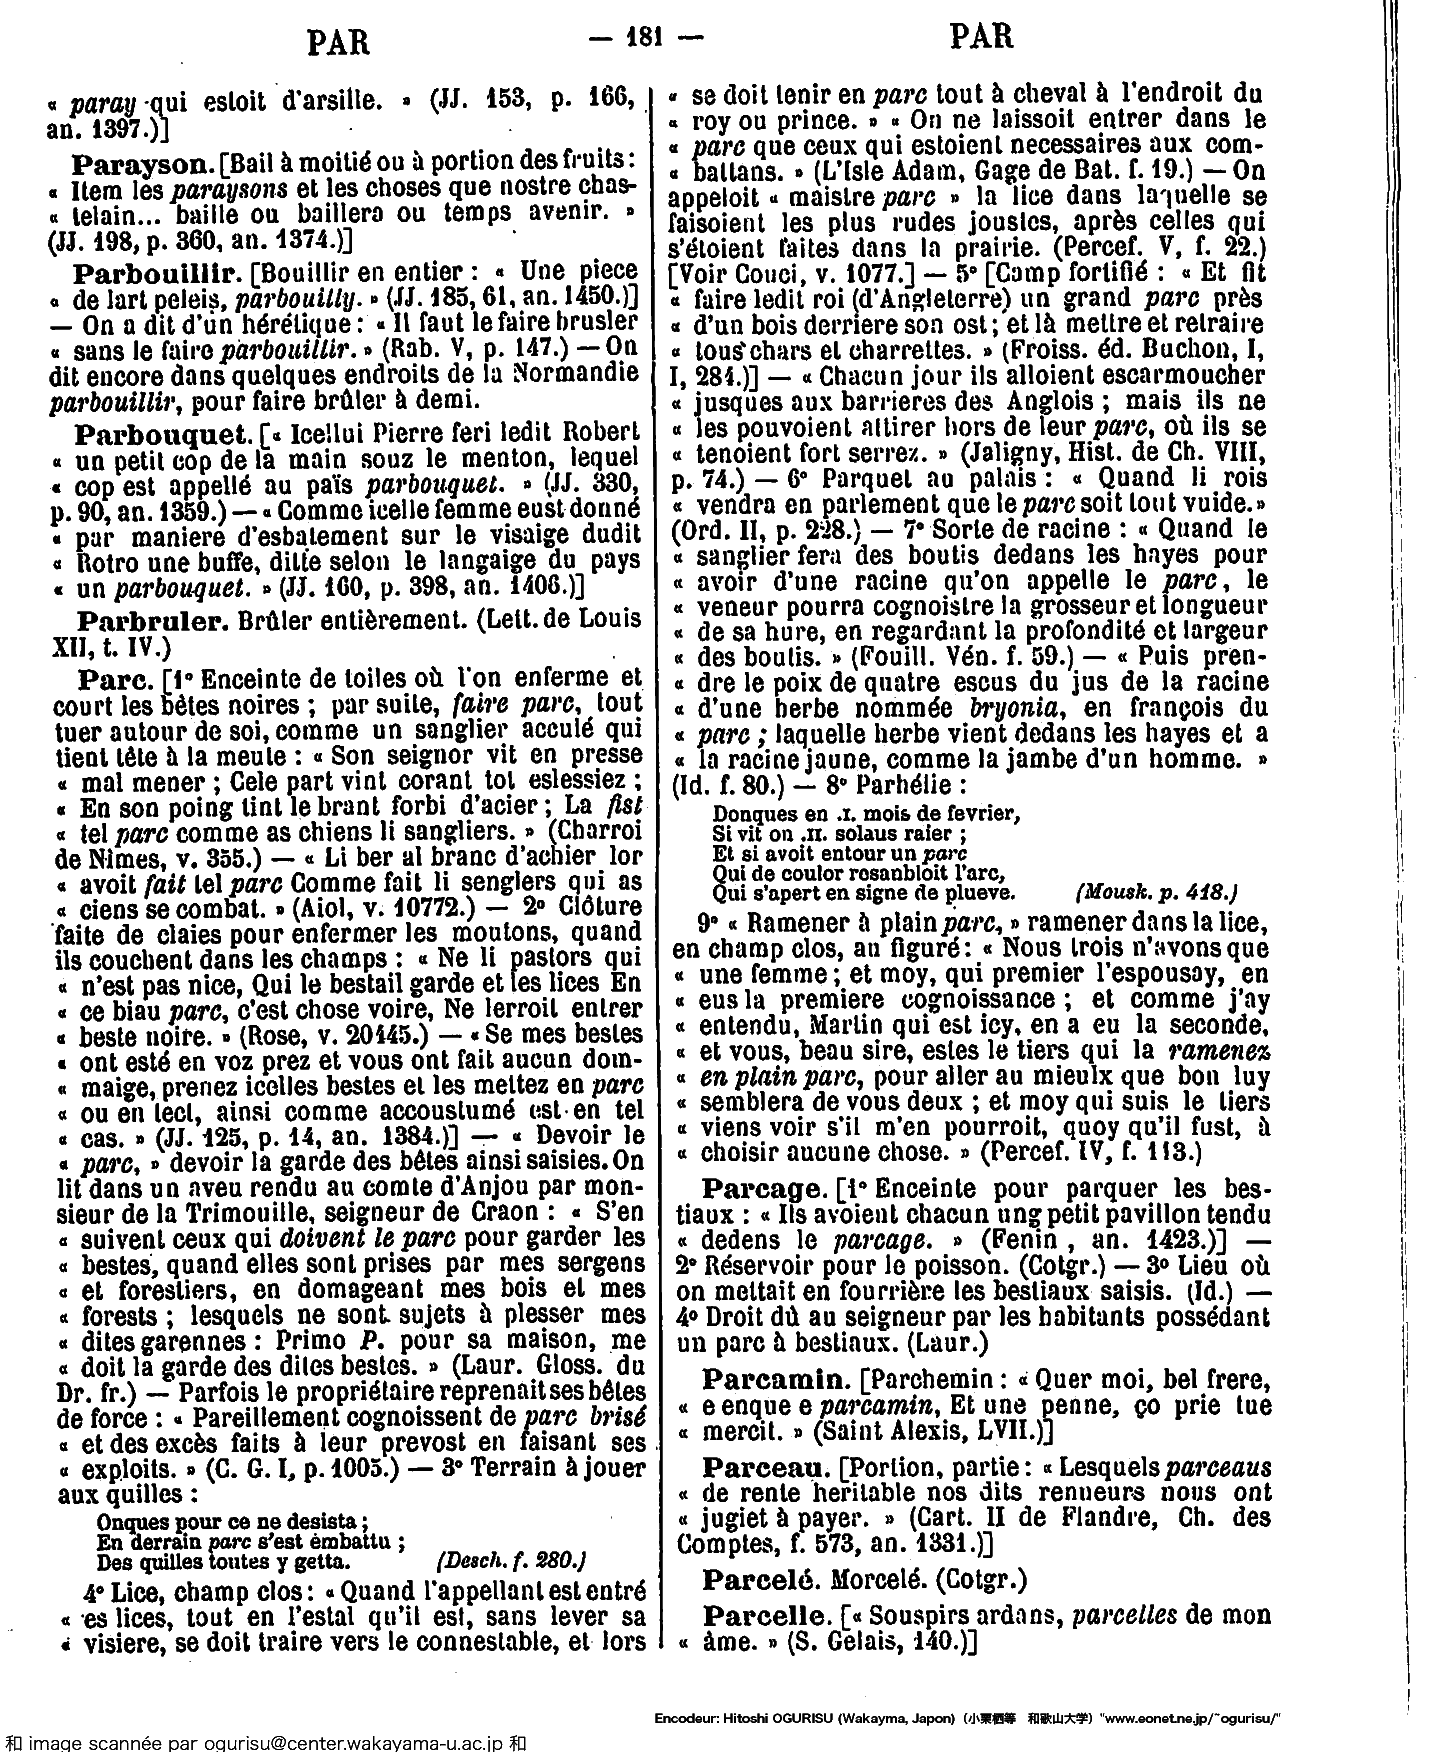 PAR — 181 — PAR
« paray qui estoit d'arsille. » (JJ. 153, p. 166,
an. 1397.)]
Parayson. [Bail à moitié ou à portion des fruits :
« Item les paraysons et les choses que nostre chas-
« telain... baille ou baillera ou temps avenir. »
(JJ. 198, p. 360, an. 1374.)]
Parbouillir. [Bouillir en entier : « Une piece
« de lart peleis, parbouilly. » (JJ. 185, 61, an. 1450.)]
— On a dit d'un hérétique : « Il faut le faire brusler
« sans le faire parbouillir. » (Rab. V, p. 147.) — On
dit encore dans quelques endroits de la Normandie
parbouillir, pour faire brûler à demi.
Parbouquet. [« Icellui Pierre feri ledit Robert
« un petit cop de la main souz le menton, lequel
« cop est appellé au païs parbouquet. » (JJ. 330,
p. 90, an. 1359.) — « Comme icelle femme eust donné
« par maniere d'esbatement sur le visaige dudit
« Rotro une buffe, ditte selon le langaige du pays
« un parbouquet. » (JJ. 160, p. 398, an. 1406.)]
Parbruler. Brûler entièrement. (Lett. de Louis
XII, t. IV.)
Parc. [1° Enceinte de toiles où l'on enferme et
court les bêtes noires ; par suite, faire parc, tout
tuer autour de soi, comme un sanglier acculé qui
tient tête à la meute : « Son seignor vit en presse
« mal mener ; Cele part vint corant tot eslessiez ;
« En son poing tint le brant forbi d'acier ; La fist
« tel parc comme as chiens li sangliers. » (Charroi
de Nimes, v. 355.) — « Li ber al branc d'achier lor
« avoit fait tel parc Comme fait li senglers qui as
« ciens se combat. » (Aiol, v. 10772.) — 2° Clôture
faite de claies pour enfermer les moutons, quand
ils couchent dans les champs : « Ne li pastors qui
« n'est pas nice, Qui le bestail garde et les lices En
« ce biau parc, c'est chose voire, Ne lerroit entrer
« beste noire. » (Rose, v. 20445.) — « Se mes bestes
« ont esté en voz prez et vous ont fait aucun dom-
« maige, prenez icelles bestes et les mettez en parc
« ou en tect, ainsi comme accoustumé est en tel
« cas. » (JJ. 125, p. 14, an. 1384.)] — « Devoir le
« parc, » devoir la garde des bêtes ainsi saisies. On
lit dans un aveu rendu au comte d'Anjou par mon-
sieur de la Trimouille, seigneur de Craon : « S'en
« suivent ceux qui doivent le parc pour garder les
« bestes, quand elles sont prises par mes sergens
« et forestiers, en domageant mes bois et mes
« forests ; lesquels ne sont sujets à plesser mes
« dites garennes : Primo P. pour sa maison, me
« doit la garde des dites bestes. » (Laur. Gloss. du
Dr. fr.) — Parfois le propriétaire reprenait ses bêtes
de force : « Pareillement cognoissent de parc brisé
« et des excès faits à leur prevost en faisant ses
« exploits. » (C. G. I, p. 1005.) — 3° Terrain à jouer
aux quilles :
Onques pour ce ne desista ;
En derrain parc s'est embattu ;
Des quilles toutes y getta. (Desch. f. 280.)
4° Lice, champ clos : « Quand l'appellant est entré
« es lices, tout en l'estat qu'il est, sans lever sa
« visiere, se doit traire vers le connestable, et lors
« se doit tenir en parc tout à cheval à l'endroit du
« roy ou prince. » « On ne laissoit entrer dans le
« parc que ceux qui estoient necessaires aux com-
« battans. » (L'Isle Adam, Gage de Bat. f. 19.) — On
appeloit « maistre parc » la lice dans laquelle se
faisoient les plus rudes joustes, après celles qui
s'étoient faites dans la prairie. (Percef. V, f. 22.)
[Voir Couci, v. 1077.] — 5° [Camp fortifié : « Et fit
« faire ledit roi (d'Angleterre) un grand parc près
« d'un bois derriere son ost ; et là mettre et retraire
« tous chars et charrettes. » (Froiss. éd. Buchon, I,
I, 284.)] — « Chacun jour ils alloient escarmoucher
« jusques aux barrieres des Anglois ; mais ils ne
« les pouvoient attirer hors de leur parc, où ils se
« tenoient fort serrez. » (Jaligny, Hist. de Ch. VIII,
p. 74.) — 6° Parquet au palais : « Quand li rois
« vendra en parlement que le parc soit tout vuide. »
(Ord. II, p. 228.) — 7° Sorte de racine : « Quand le
« sanglier fera des boutis dedans les hayes pour
« avoir d'une racine qu'on appelle le parc, le
« veneur pourra cognoistre la grosseur et longueur
« de sa hure, en regardant la profondité et largeur
« des boutis. » (Fouill. Vén. f. 59.) — « Puis pren-
« dre le poix de quatre escus du jus de la racine
« d'une herbe nommée bryonia, en françois du
« parc ; laquelle herbe vient dedans les hayes et a
« la racine jaune, comme la jambe d'un homme. »
(Id. f. 80.) — 8° Parhélie :
Donques en .I. mois de fevrier,
Si vit on .II. solaus raier ;
Et si avoit entour un parc
Qui de coulor resanbloit l'arc,
Qui s'apert en signe de plueve. (Mousk. p. 418.)
9° « Ramener à plain parc, » ramener dans la lice,
en champ clos, au figuré : « Nous trois n'avons que
« une femme ; et moy, qui premier l'espousay, en
« eus la premiere cognoissance ; et comme j'ay
« entendu, Martin qui est icy, en a eu la seconde,
« et vous, beau sire, estes le tiers qui la ramenez
« en plain parc, pour aller au mieulx que bon luy
« semblera de vous deux ; et moy qui suis le tiers
« viens voir s'il m'en pourroit, quoy qu'il fust, à
« choisir aucune chose. » (Percef. IV, f. 113.)
Parcage. [1° Enceinte pour parquer les bes-
tiaux : « Ils avoient chacun ung petit pavillon tendu
« dedens le parcage. » (Fenin, an. 1423.)] —
2° Réservoir pour le poisson. (Cotgr.) — 3° Lieu où
on mettait en fourrière les bestiaux saisis. (Id.) —
4° Droit dû au seigneur par les habitants possédant
un parc à bestiaux. (Laur.)
Parcamin. [Parchemin : « Quer moi, bel frere,
« e enque e parcamin, Et une penne, ço prie tue
« mercit. » (Saint Alexis, LVII.)]
Parceau. [Portion, partie : « Lesquels parceaus
« de rente heritable nos dits renneurs nous ont
« jugiet à payer. » (Cart. II de Flandre, Ch. des
Comptes, f. 573, an. 1331.)]
Parcelé. Morcelé. (Cotgr.)
Parcelle. [« Souspirs ardans, parcelles de mon
« âme. » (S. Gelais, 140.)]
Encodeur: Hitoshi OGURISU (Wakayma, Japon) (小栗栖等 和歌山大学) "www.eonet.ne.jp/~ogurisu/"
和 image scannée par ogurisu@center.wakayama-u.ac.jp 和